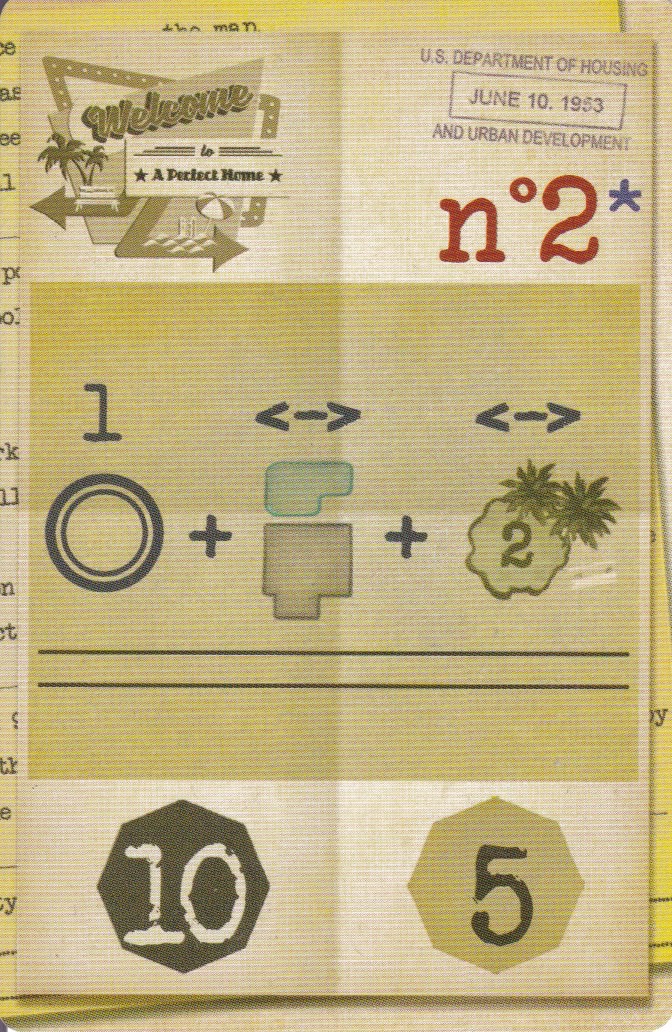 the man
Welcome
to
★ A Perfect Home ★
U.S. DEPARTMENT OF HOUSING
JUNE 10. 1953
AND URBAN DEVELOPMENT
n°2*
1
<-> <->
+ +
2
10
5